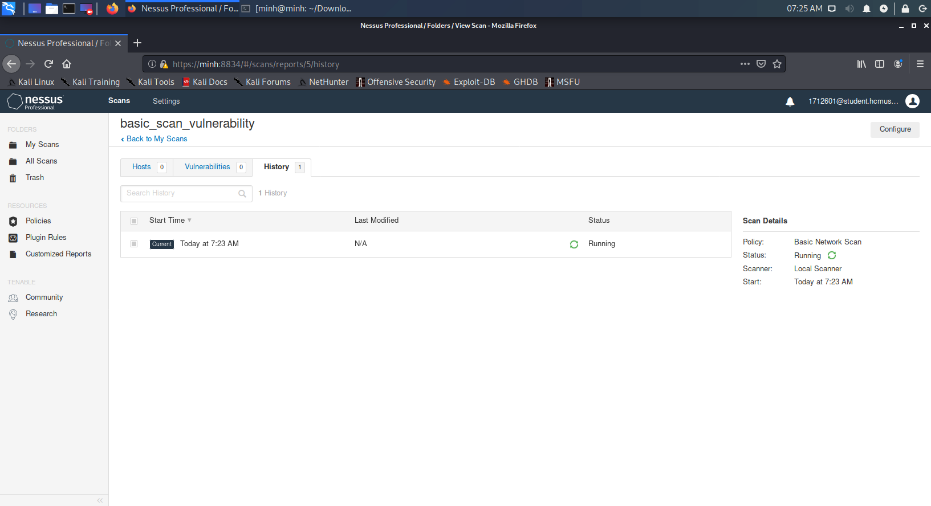 Nessus Professional / Fo...
[minh@minh: ~/Downlo...
07:25 AM
Nessus Professional / Folders / View Scan - Mozilla Firefox
Nessus Professional / Fo
https://minh:8834/#/scans/reports/5/history
Kali Linux
Kali Training
Kali Tools
Kali Docs
Kali Forums
NetHunter
Offensive Security
Exploit-DB
GHDB
MSFU
nessus
Professional
Scans
Settings
1712601@student.hcmus...
FOLDERS
My Scans
All Scans
Trash
RESOURCES
Policies
Plugin Rules
Customized Reports
TENABLE
Community
Research
basic_scan_vulnerability
‹ Back to My Scans
Configure
Hosts 0
Vulnerabilities 0
History 1
Search History
1 History
Start Time
Last Modified
Status
Current Today at 7:23 AM
N/A
Running
Scan Details
Policy: Basic Network Scan
Status: Running
Scanner: Local Scanner
Start: Today at 7:23 AM